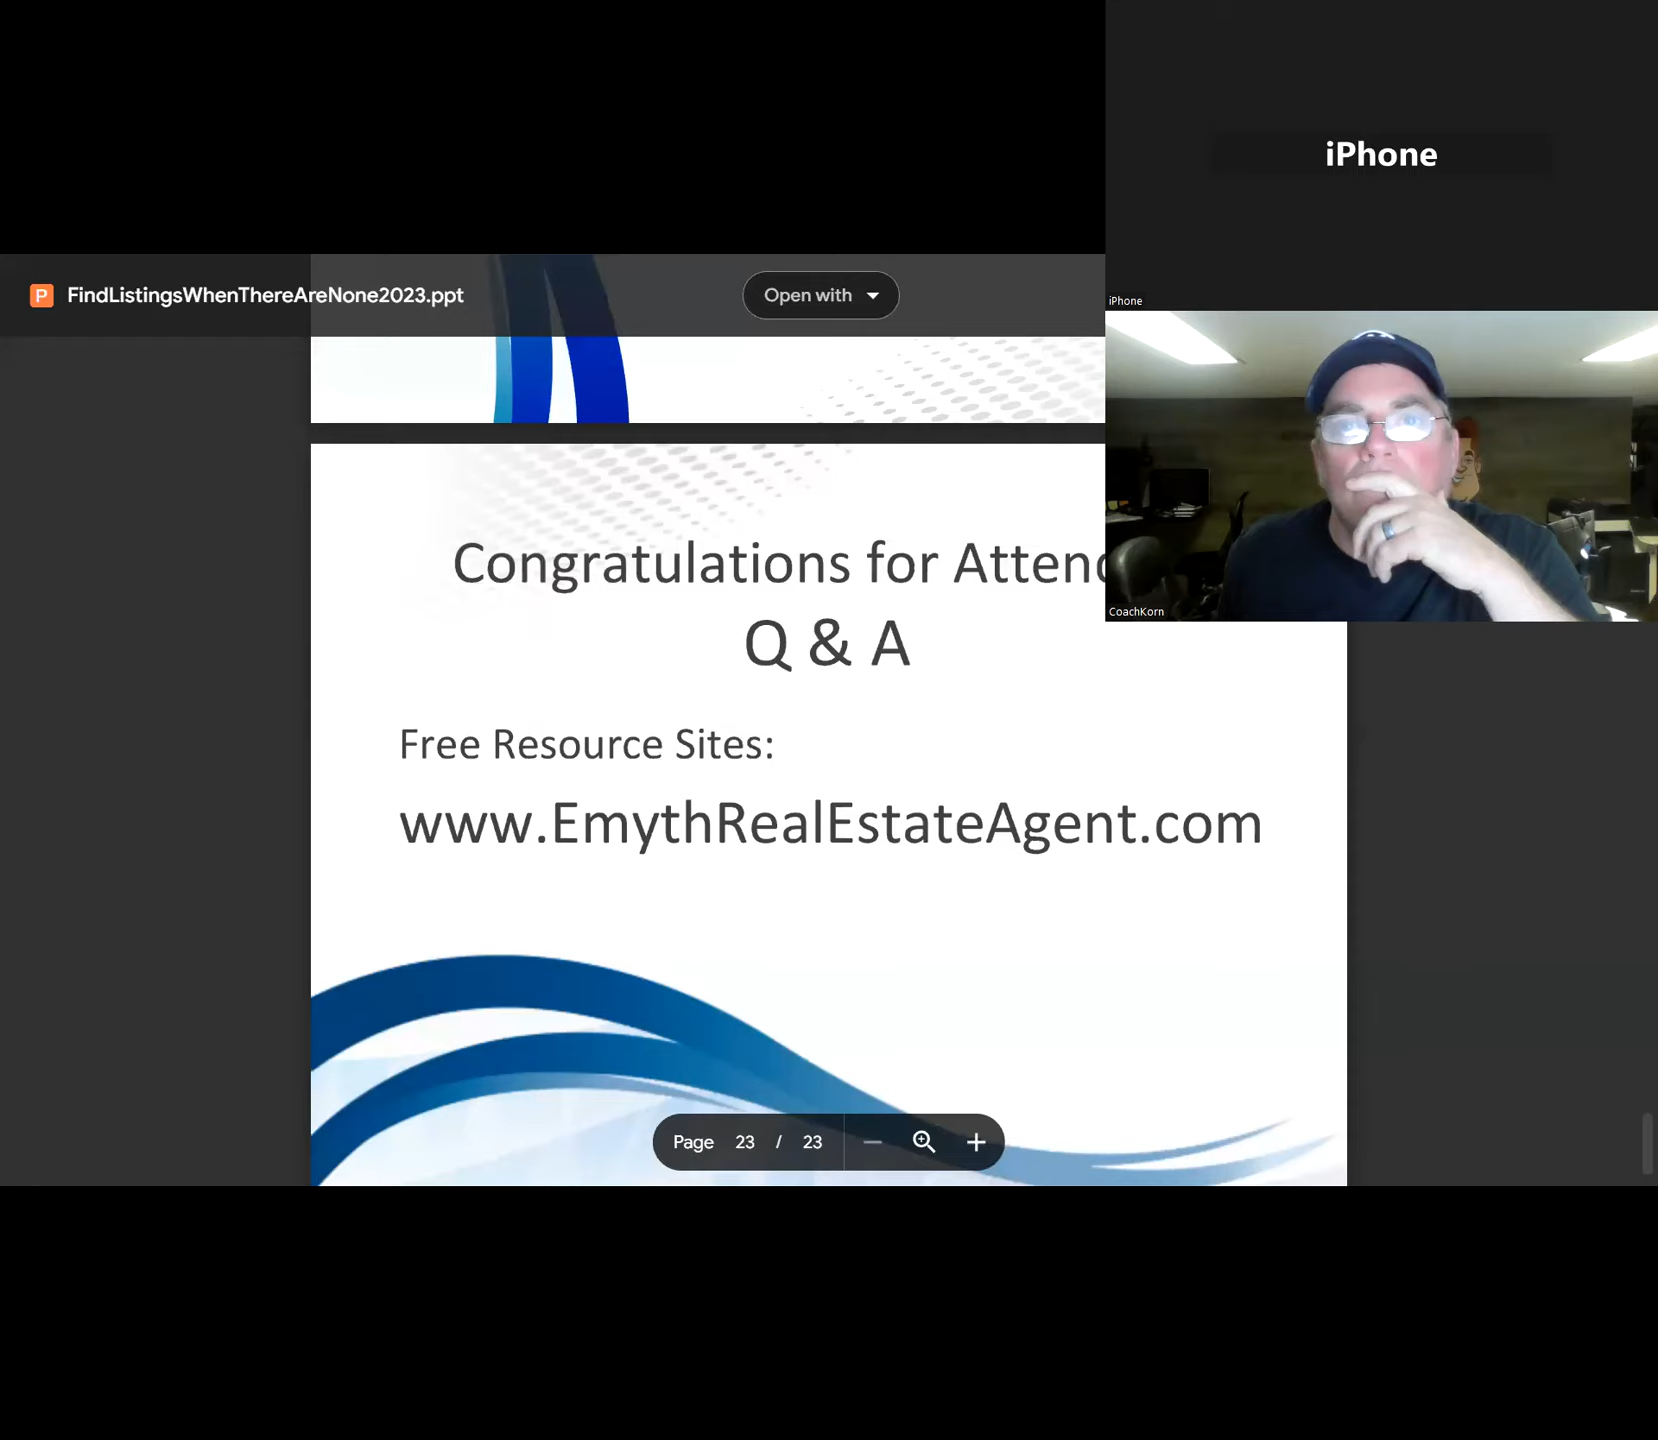 iPhone
P FindListingsWhenThereAreNone2023.ppt
Open with
iPhone
Congratulations for Attend
Q & A
CoachKorn
Free Resource Sites:
www.EmythRealEstateAgent.com
Page 23 / 23